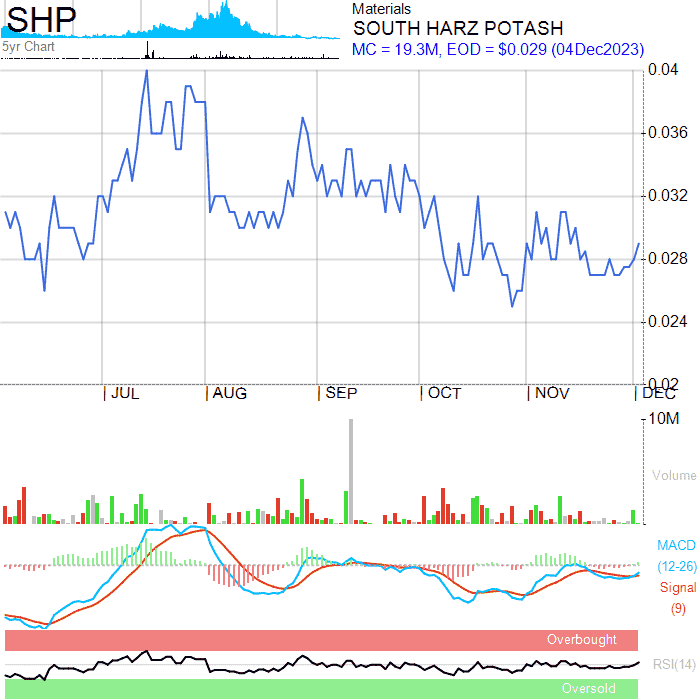 SHP
5yr Chart
Materials
SOUTH HARZ POTASH
MC = 19.3M, EOD = $0.029 (04Dec2023)
0.04
0.036
0.032
0.028
0.024
0.02
JUL AUG SEP OCT NOV DEC
10M
Volume
MACD
(12-26)
Signal
(9)
Overbought
RSI(14)
Oversold